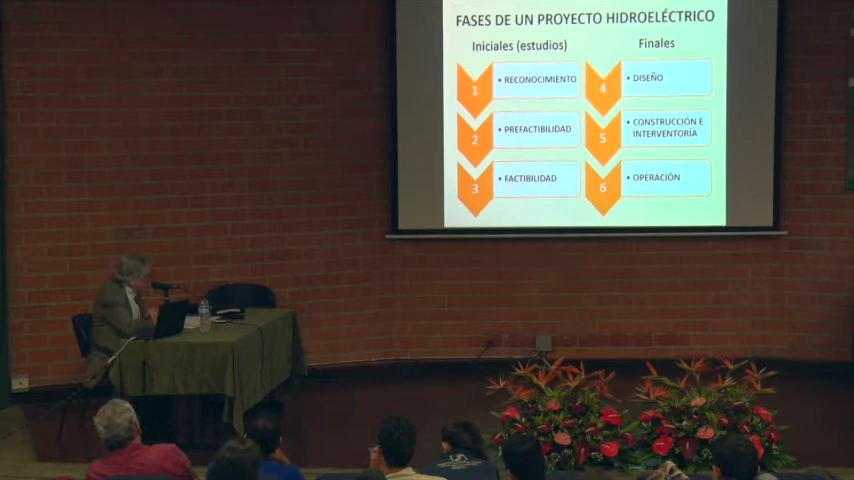 FASES DE UN PROYECTO HIDROELÉCTRICO
Iniciales (estudios)
1
• RECONOCIMIENTO
2
• PREFACTIBILIDAD
3
• FACTIBILIDAD
Finales
4
• DISEÑO
5
• CONSTRUCCIÓN E
INTERVENTORÍA
6
• OPERACIÓN